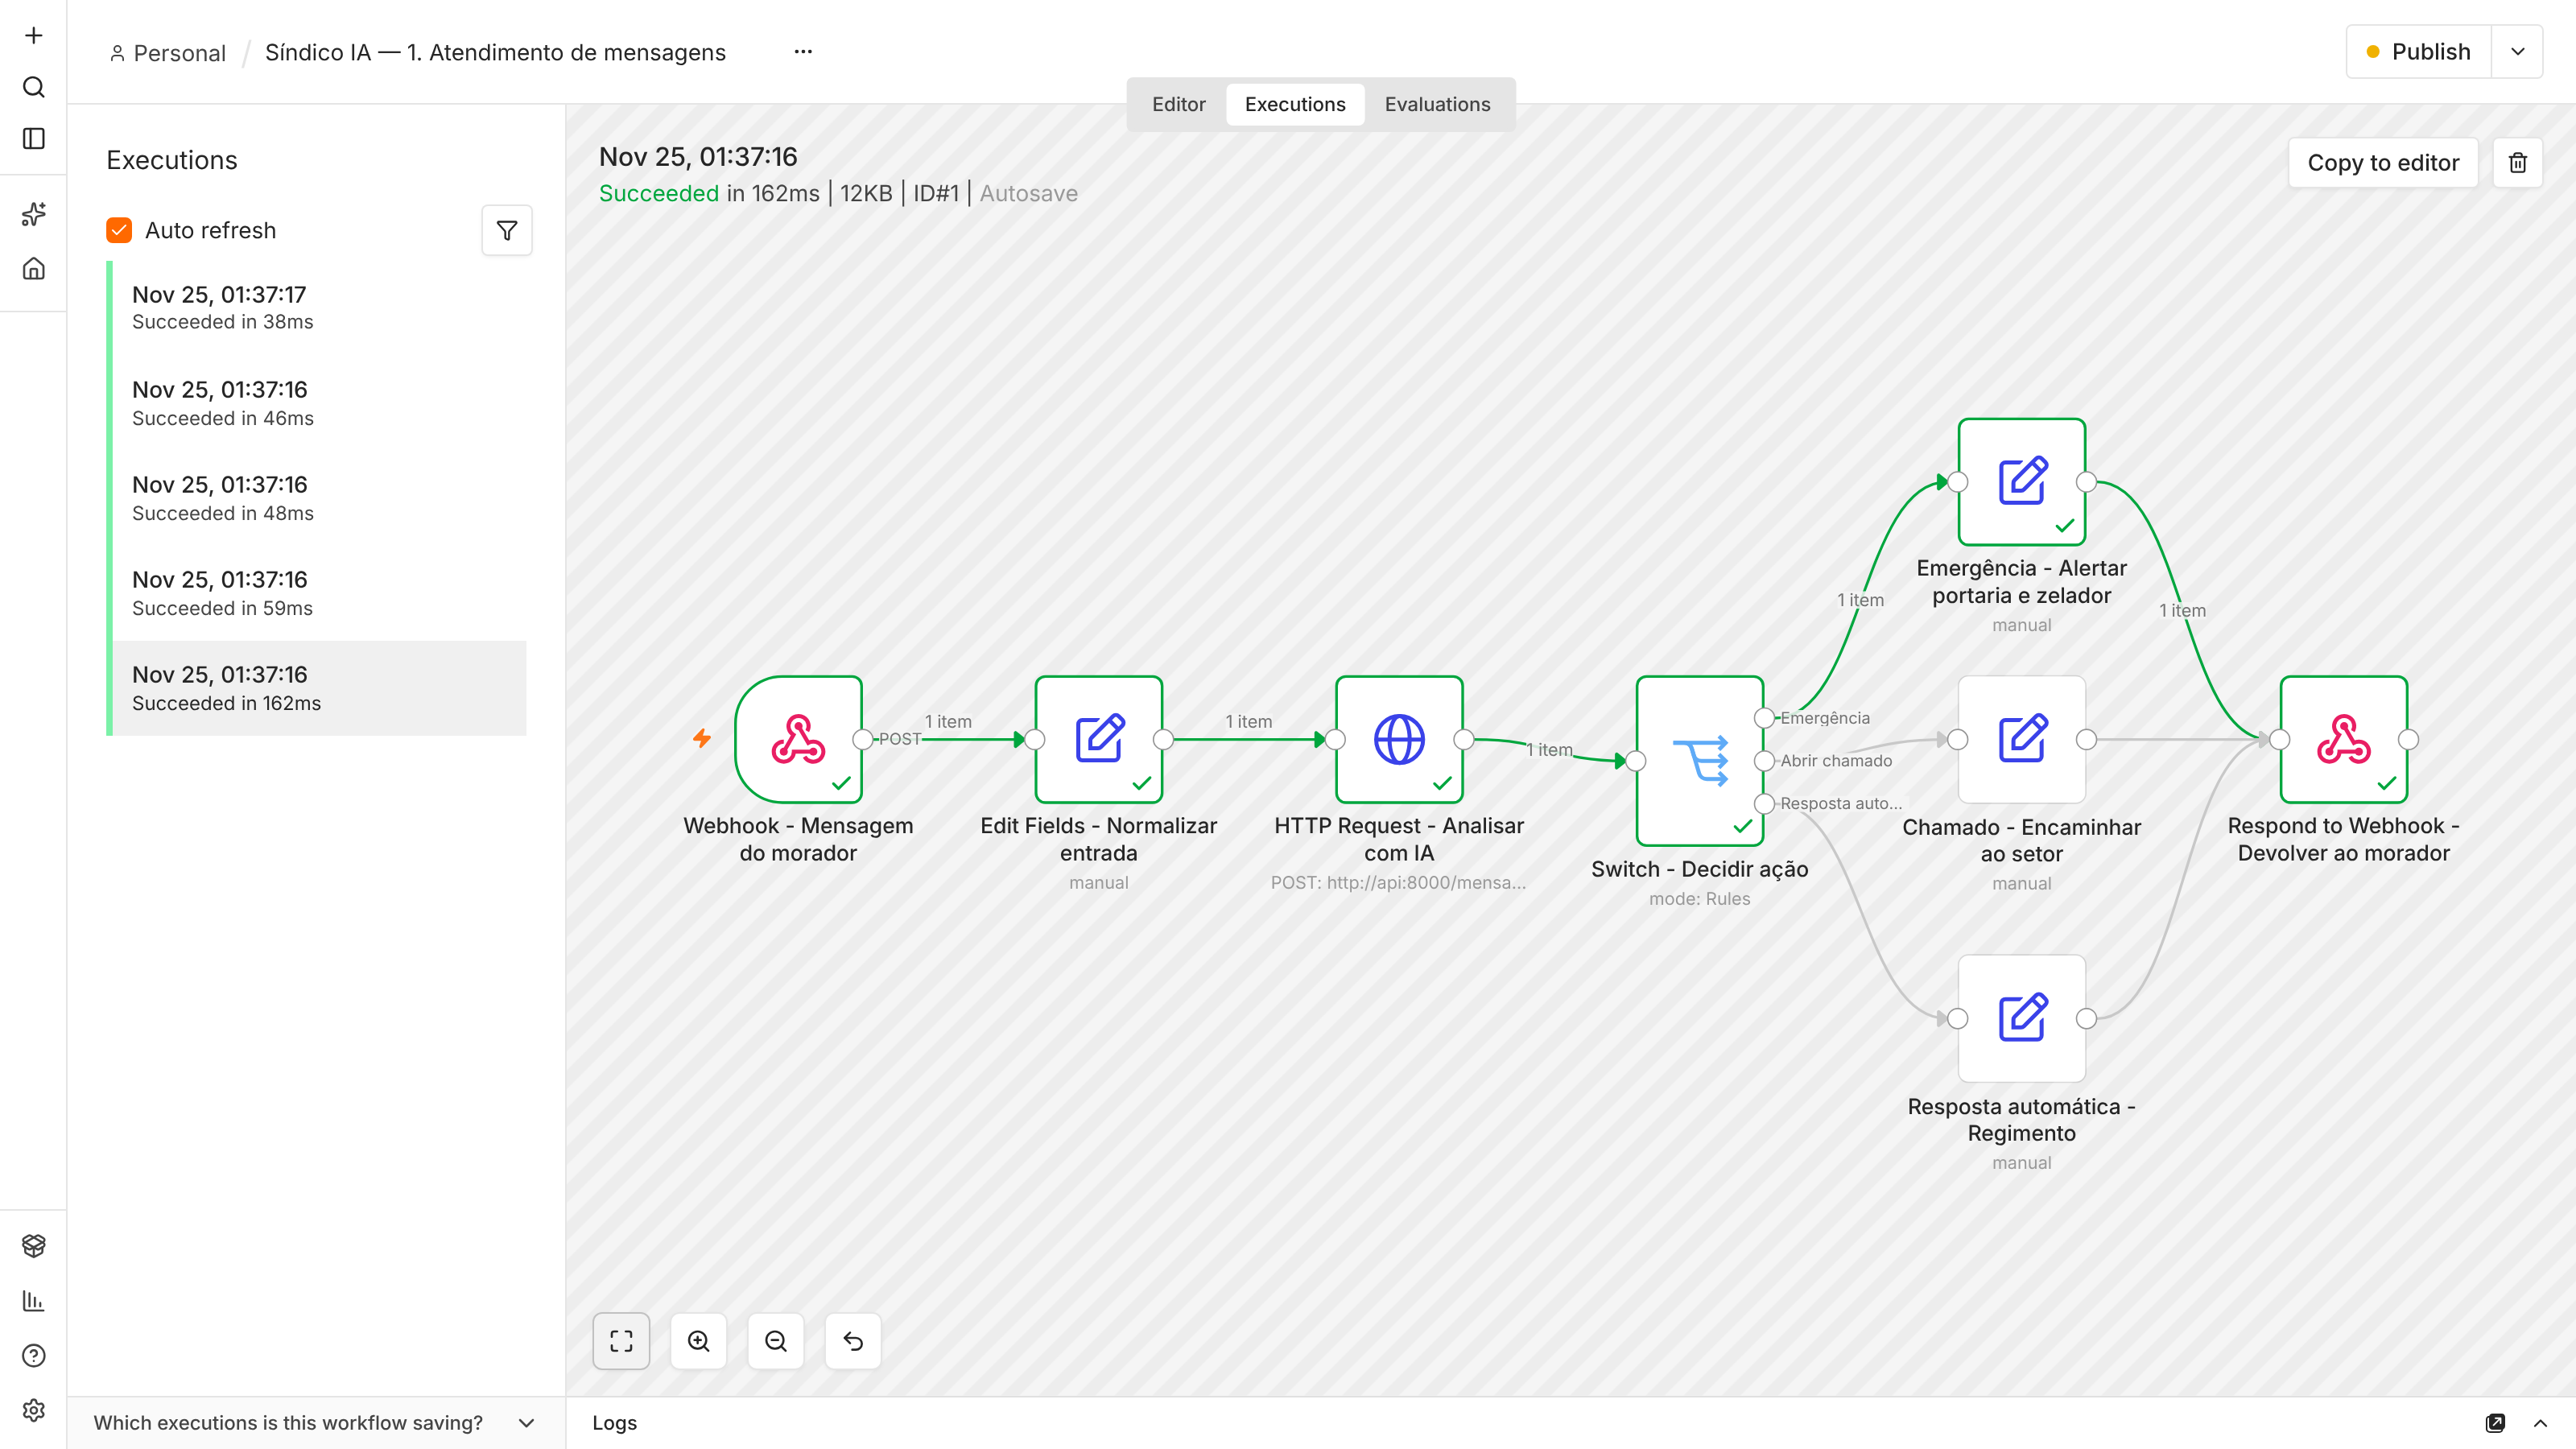 Personal / Síndico IA — 1. Atendimento de mensagens ...
Publish
Editor Executions Evaluations
Executions
Auto refresh
Nov 25, 01:37:17
Succeeded in 38ms
Nov 25, 01:37:16
Succeeded in 46ms
Nov 25, 01:37:16
Succeeded in 48ms
Nov 25, 01:37:16
Succeeded in 59ms
Nov 25, 01:37:16
Succeeded in 162ms
Which executions is this workflow saving?
Nov 25, 01:37:16
Succeeded in 162ms | 12KB | ID#1 | Autosave
Copy to editor
POST
1 item
1 item
1 item
1 item
1 item
Webhook - Mensagem
do morador
Edit Fields - Normalizar
entrada
manual
HTTP Request - Analisar
com IA
POST: http://api:8000/mensa...
Switch - Decidir ação
mode: Rules
Emergência
Abrir chamado
Resposta auto...
Emergência - Alertar
portaria e zelador
manual
Chamado - Encaminhar
ao setor
manual
Resposta automática -
Regimento
manual
Respond to Webhook -
Devolver ao morador
Logs